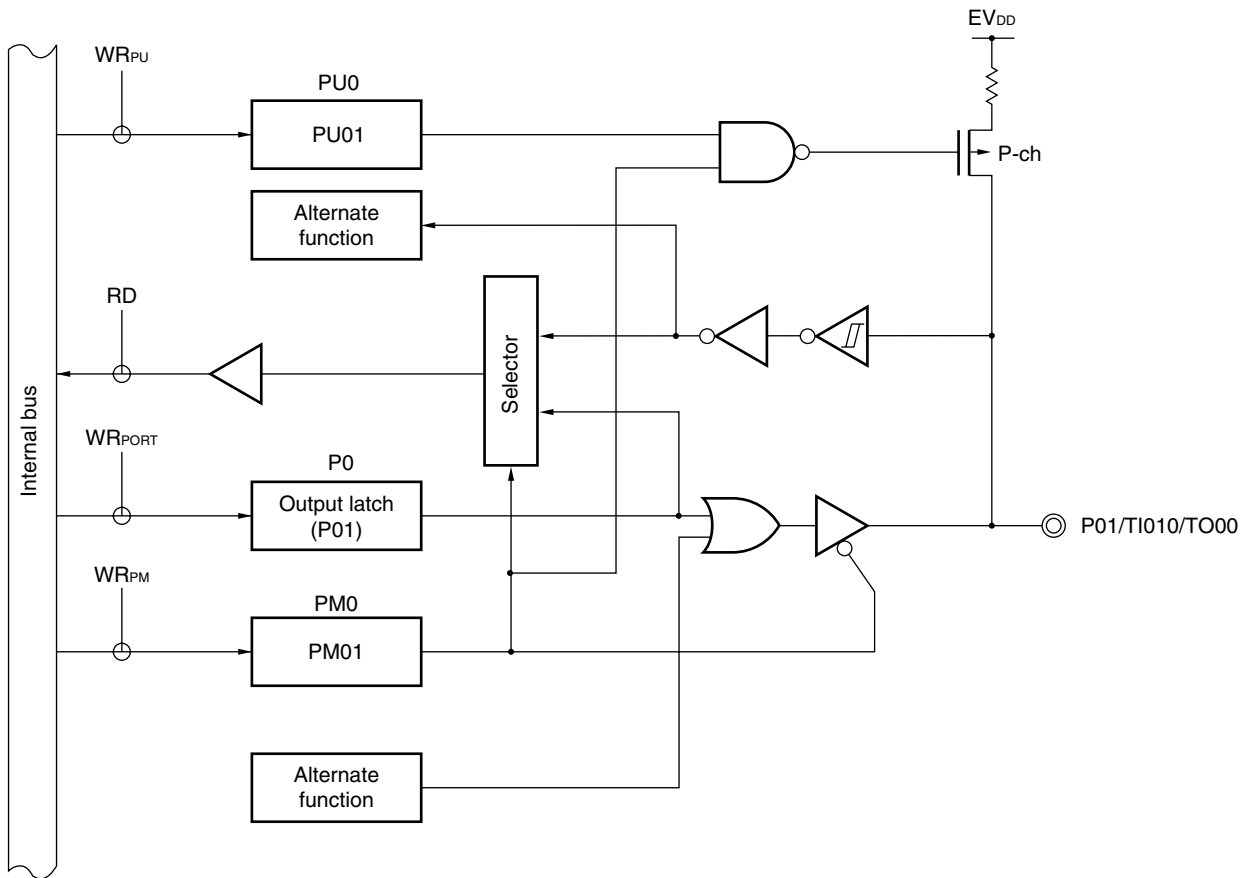 EVDD
WRPU
PU0
PU01
P-ch
Alternate
function
RD
Selector
Internal bus
WRPORT
P0
Output latch
(P01)
P01/TI010/TO00
WRPM
PM0
PM01
Alternate
function